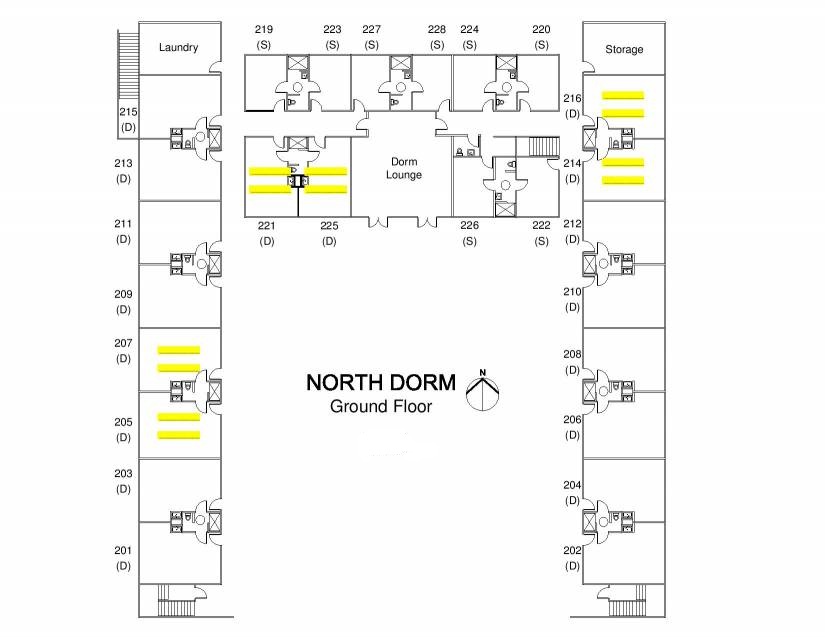 219
(S)
223
(S)
227
(S)
228
(S)
224
(S)
220
(S)
Laundry
Storage
215
(D)
216
(D)
213
(D)
Dorm
Lounge
214
(D)
221
(D)
225
(D)
226
(S)
222
(S)
211
(D)
212
(D)
209
(D)
210
(D)
207
(D)
208
(D)
N
NORTH DORM
Ground Floor
205
(D)
206
(D)
203
(D)
204
(D)
201
(D)
202
(D)